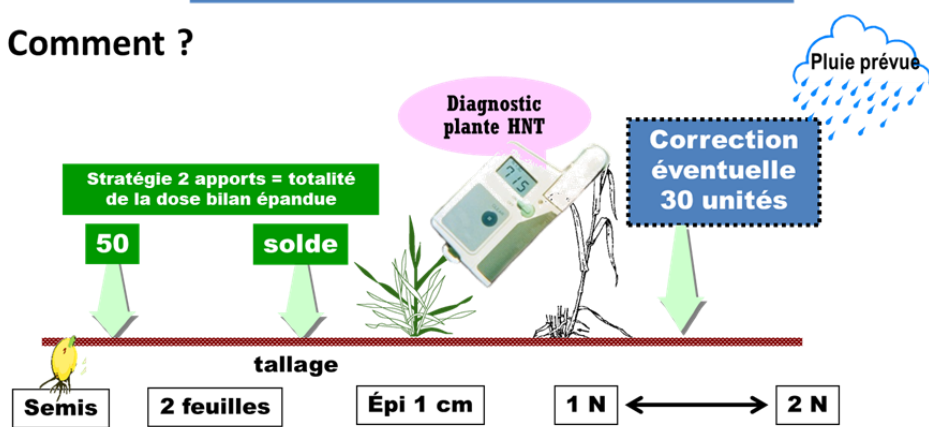 Comment ?
Pluie prévue
Diagnostic
plante HNT
715
Correction
éventuelle
30 unités
Stratégie 2 apports = totalité
de la dose bilan épandue
50
solde
tallage
Semis
2 feuilles
Épi 1 cm
1 N
2 N